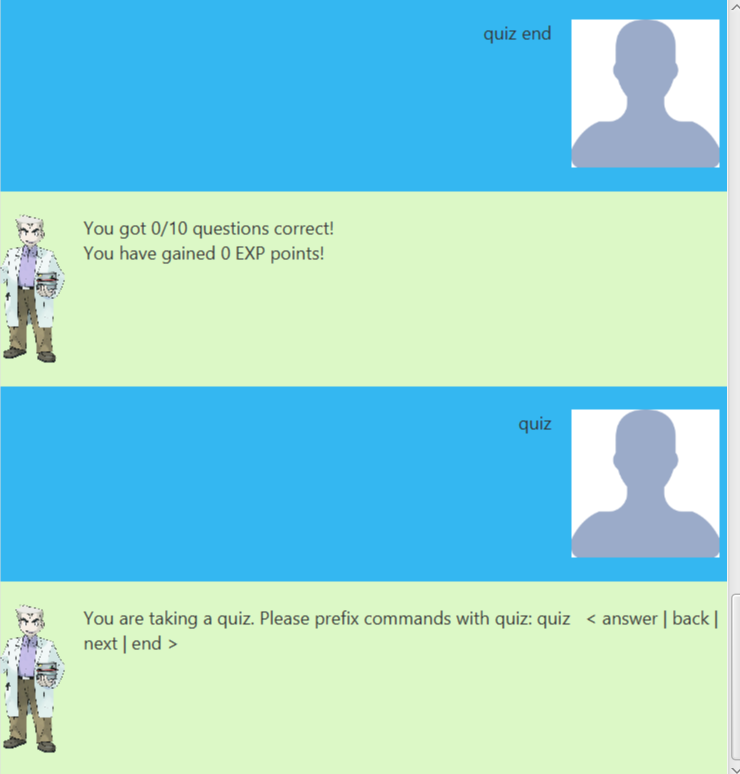 quiz end
You got 0/10 questions correct!
You have gained 0 EXP points!
quiz
You are taking a quiz. Please prefix commands with quiz: quiz   < answer | back |
next | end >